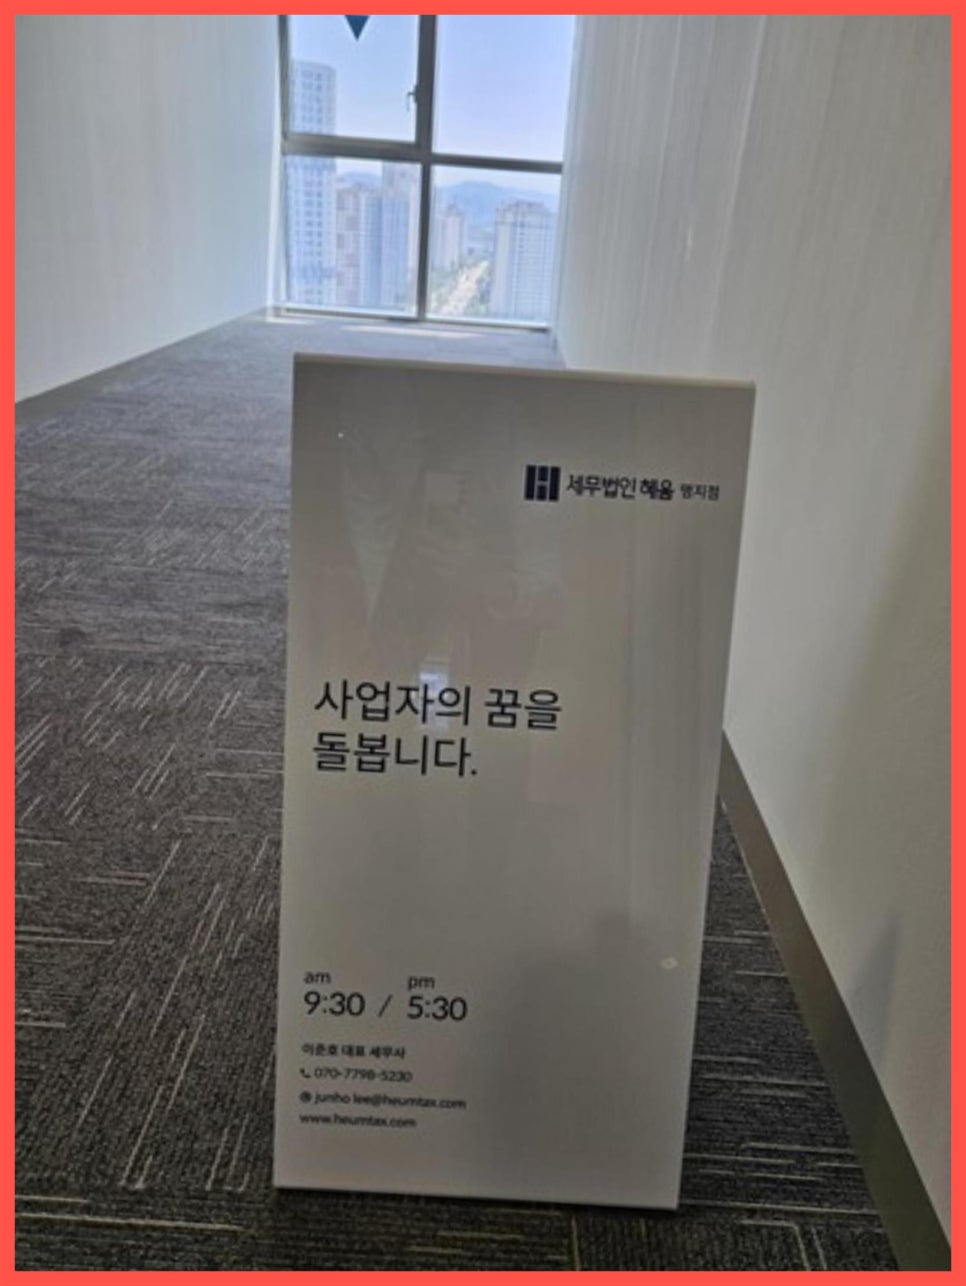 세무법인 혜움 명지점
사업자의 꿈을
돌봅니다.
am pm
9:30 / 5:30
이준호 대표 세무사
070-7798-5230
junho lee@heumtax.com
www.heumtax.com